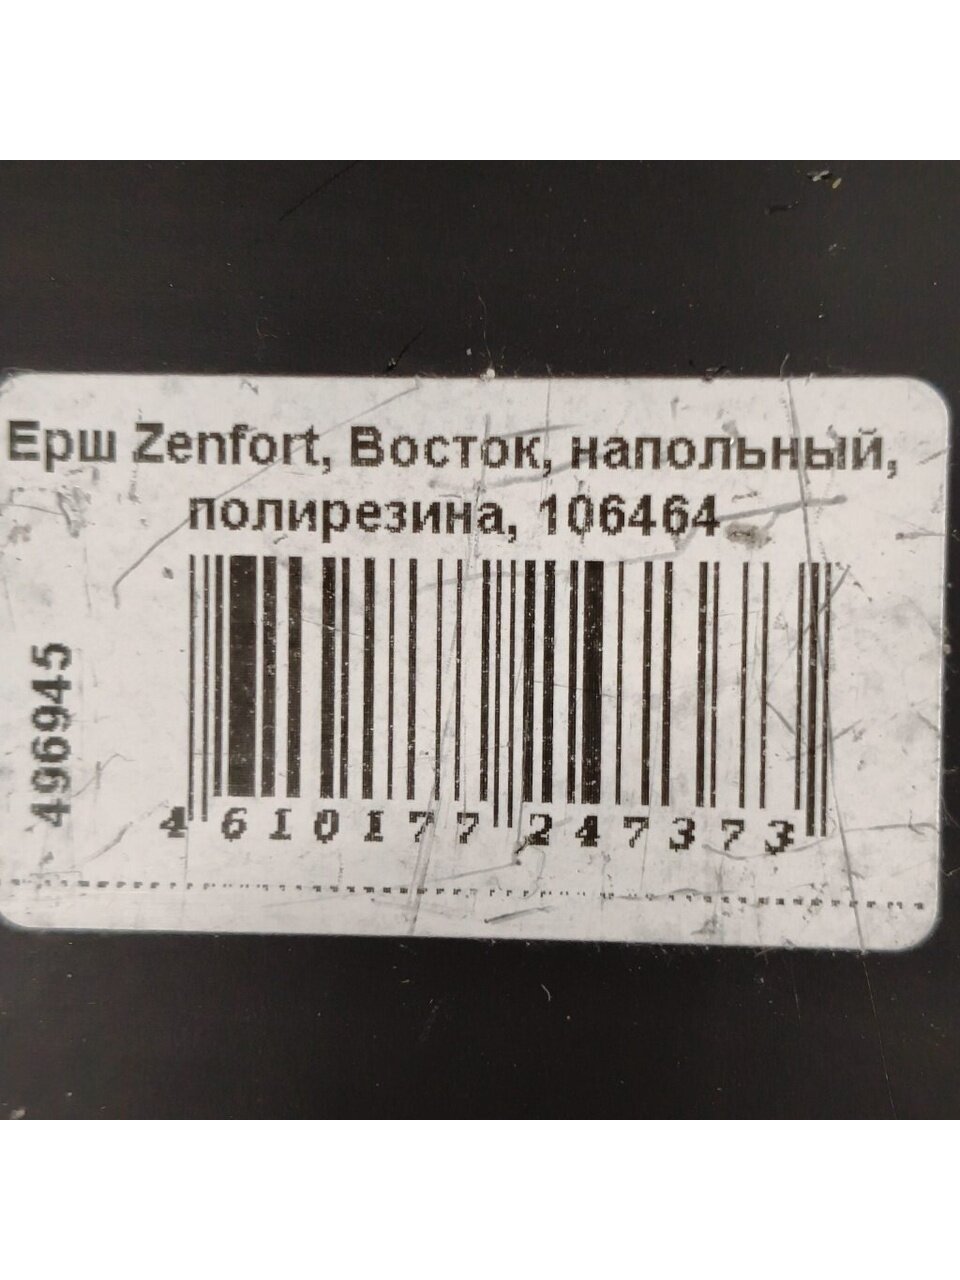 Ерш Zenfort, Восток, напольный,
полирезина, 106464
496945
4 610177 247373